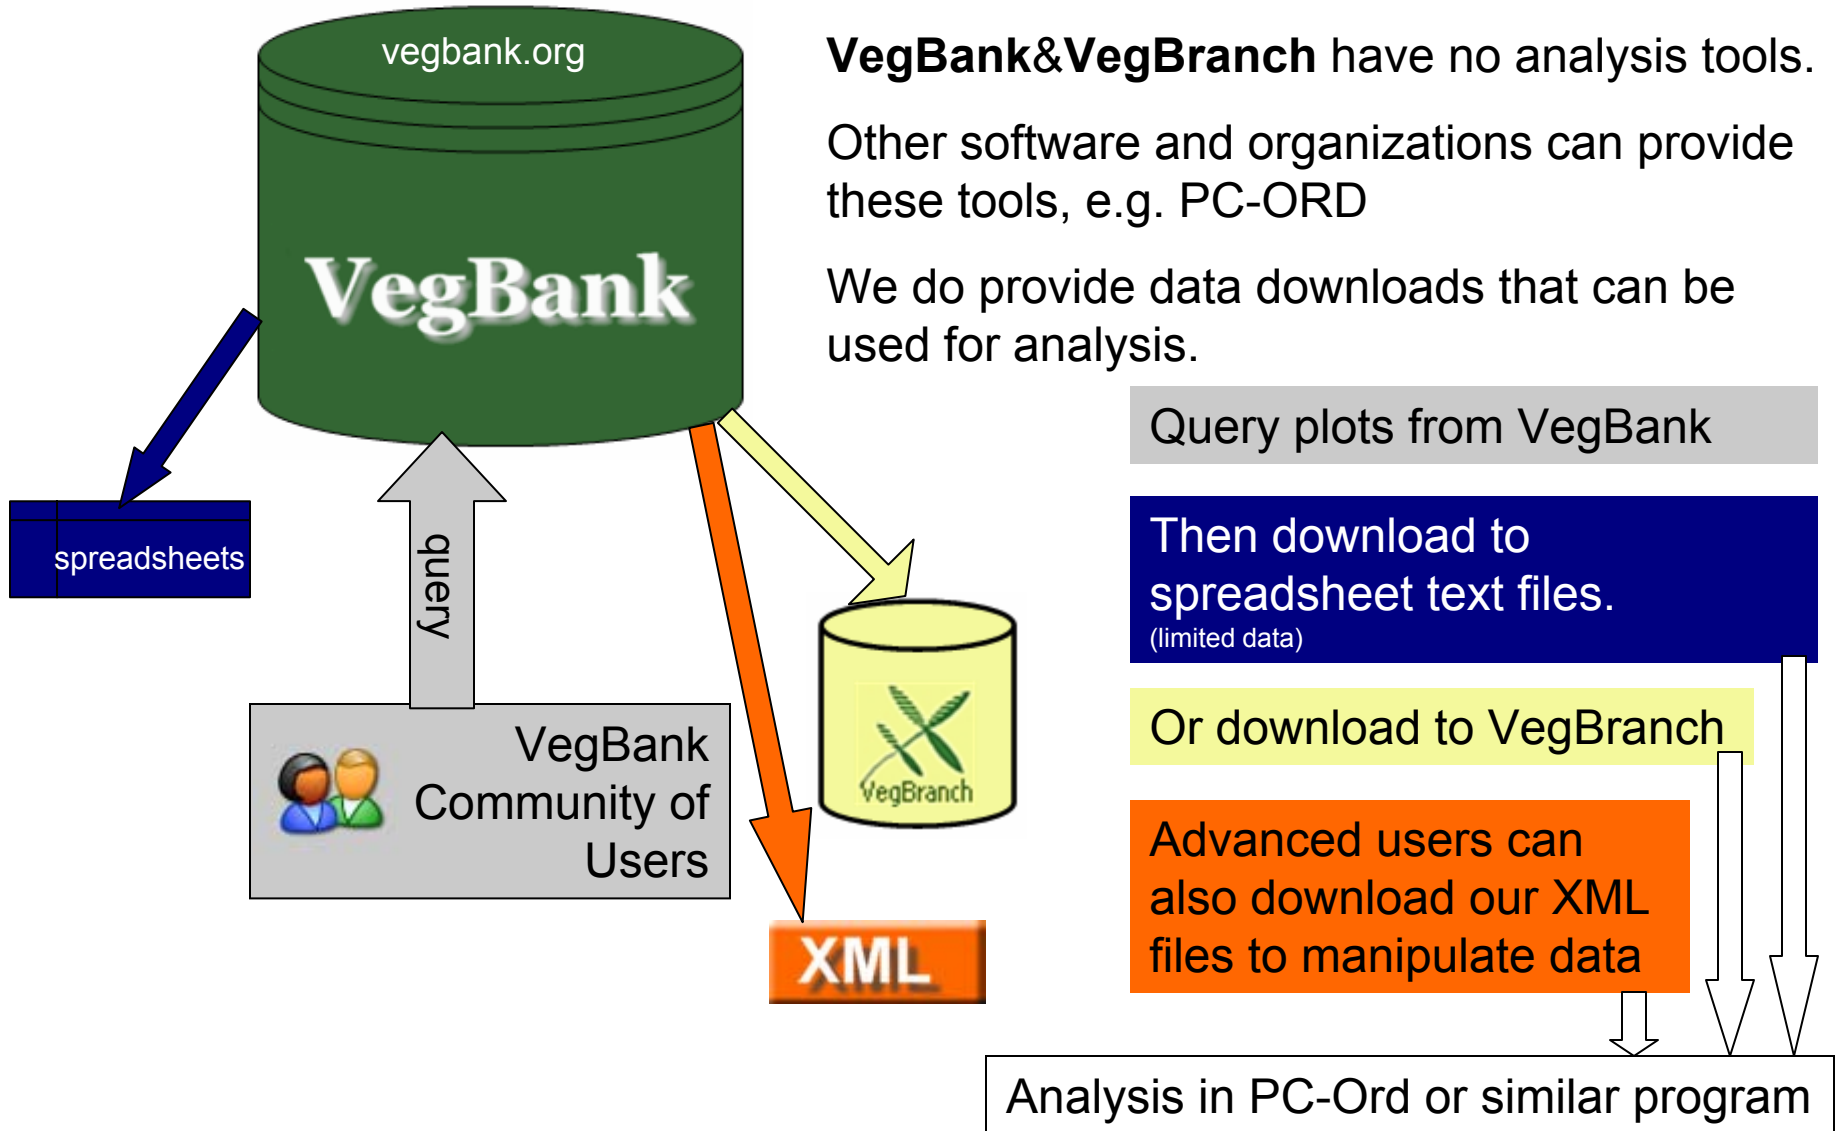 vegbank.org
VegBank
VegBank&VegBranch have no analysis tools.
Other software and organizations can provide
these tools, e.g. PC-ORD
We do provide data downloads that can be
used for analysis.
spreadsheets
query
VegBank
Community of
Users
VegBranch
XML
Query plots from VegBank
Then download to
spreadsheet text files.
(limited data)
Or download to VegBranch
Advanced users can
also download our XML
files to manipulate data
Analysis in PC-Ord or similar program